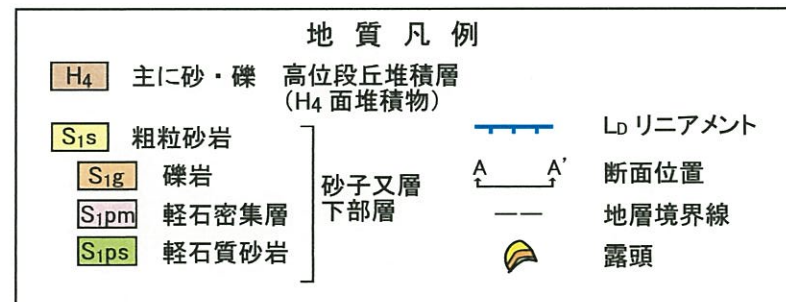 地質凡例
H₄ 主に砂・礫 高位段丘堆積層
(H₄ 面堆積物)
S₁s 粗粒砂岩
S₁g 礫岩
S₁pm 軽石密集層
S₁ps 軽石質砂岩
砂子又層
下部層
L_D リニアメント
A A' 断面位置
地層境界線
露頭